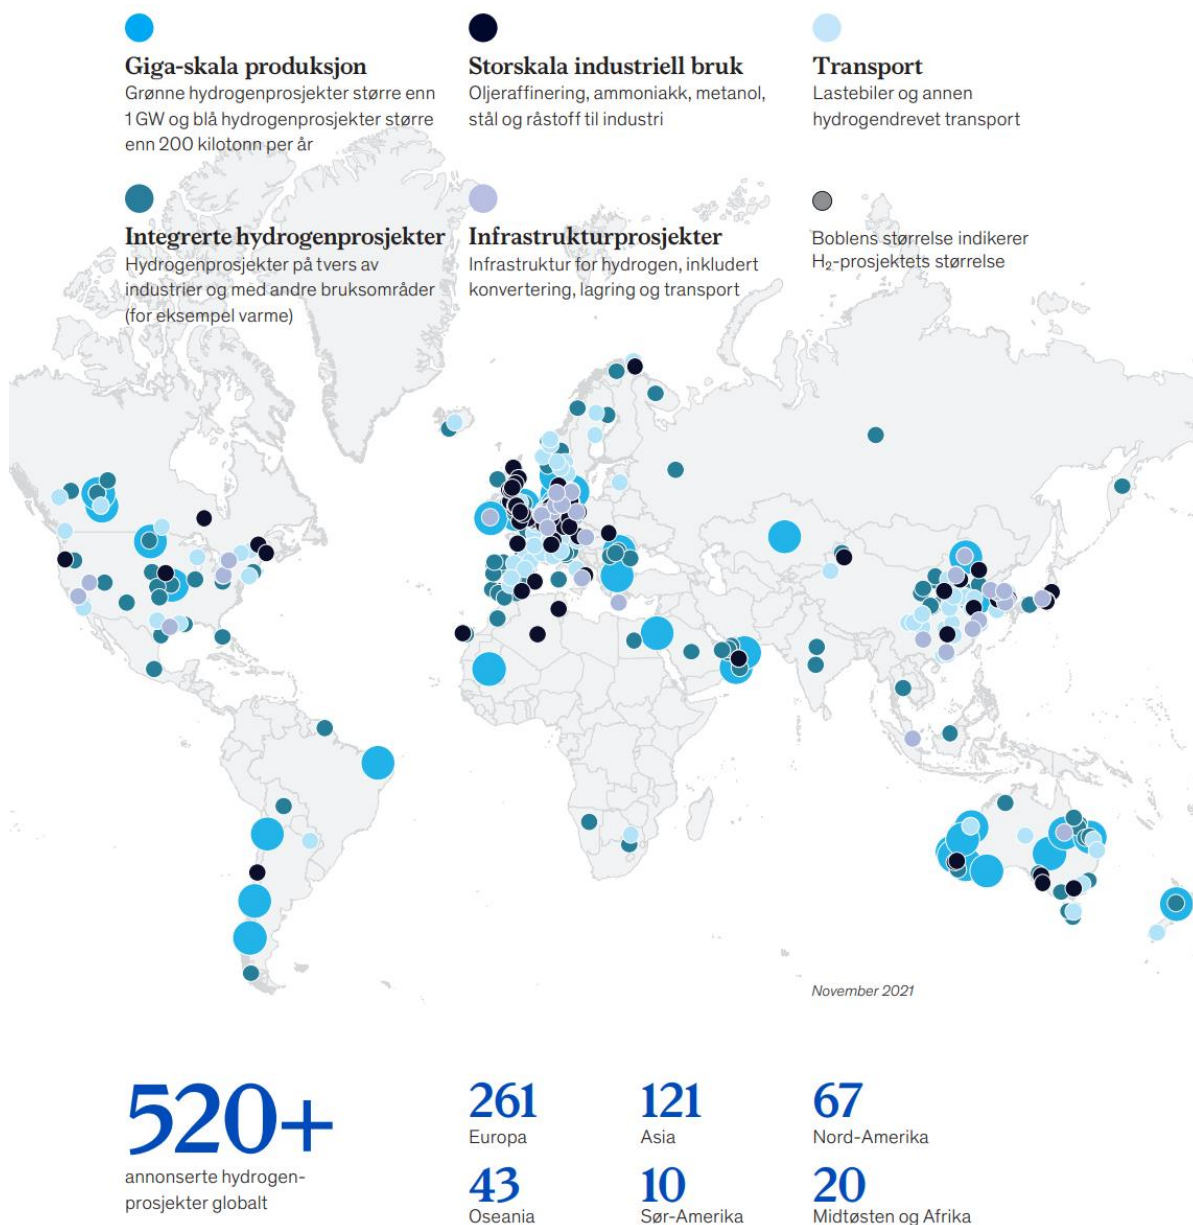 Giga-skala produksjon
Grønne hydrogenprosjekter større enn
1 GW og blå hydrogenprosjekter større
enn 200 kilotonn per år
Storskala industriell bruk
Oljeraffinering, ammoniakk, metanol,
stål og råstoff til industri
Transport
Lastebiler og annen
hydrogendrevet transport
Integrerte hydrogenprosjekter
Hydrogenprosjekter på tvers av
industrier og med andre bruksområder
(for eksempel varme)
Infrastrukturprosjekter
Infrastruktur for hydrogen, inkludert
konvertering, lagring og transport
Boblens størrelse indikerer
H₂-prosjektets størrelse
November 2021
520+
annonserte hydrogen-
prosjekter globalt
261
Europa
121
Asia
67
Nord-Amerika
43
Oseania
10
Sør-Amerika
20
Midtøsten og Afrika